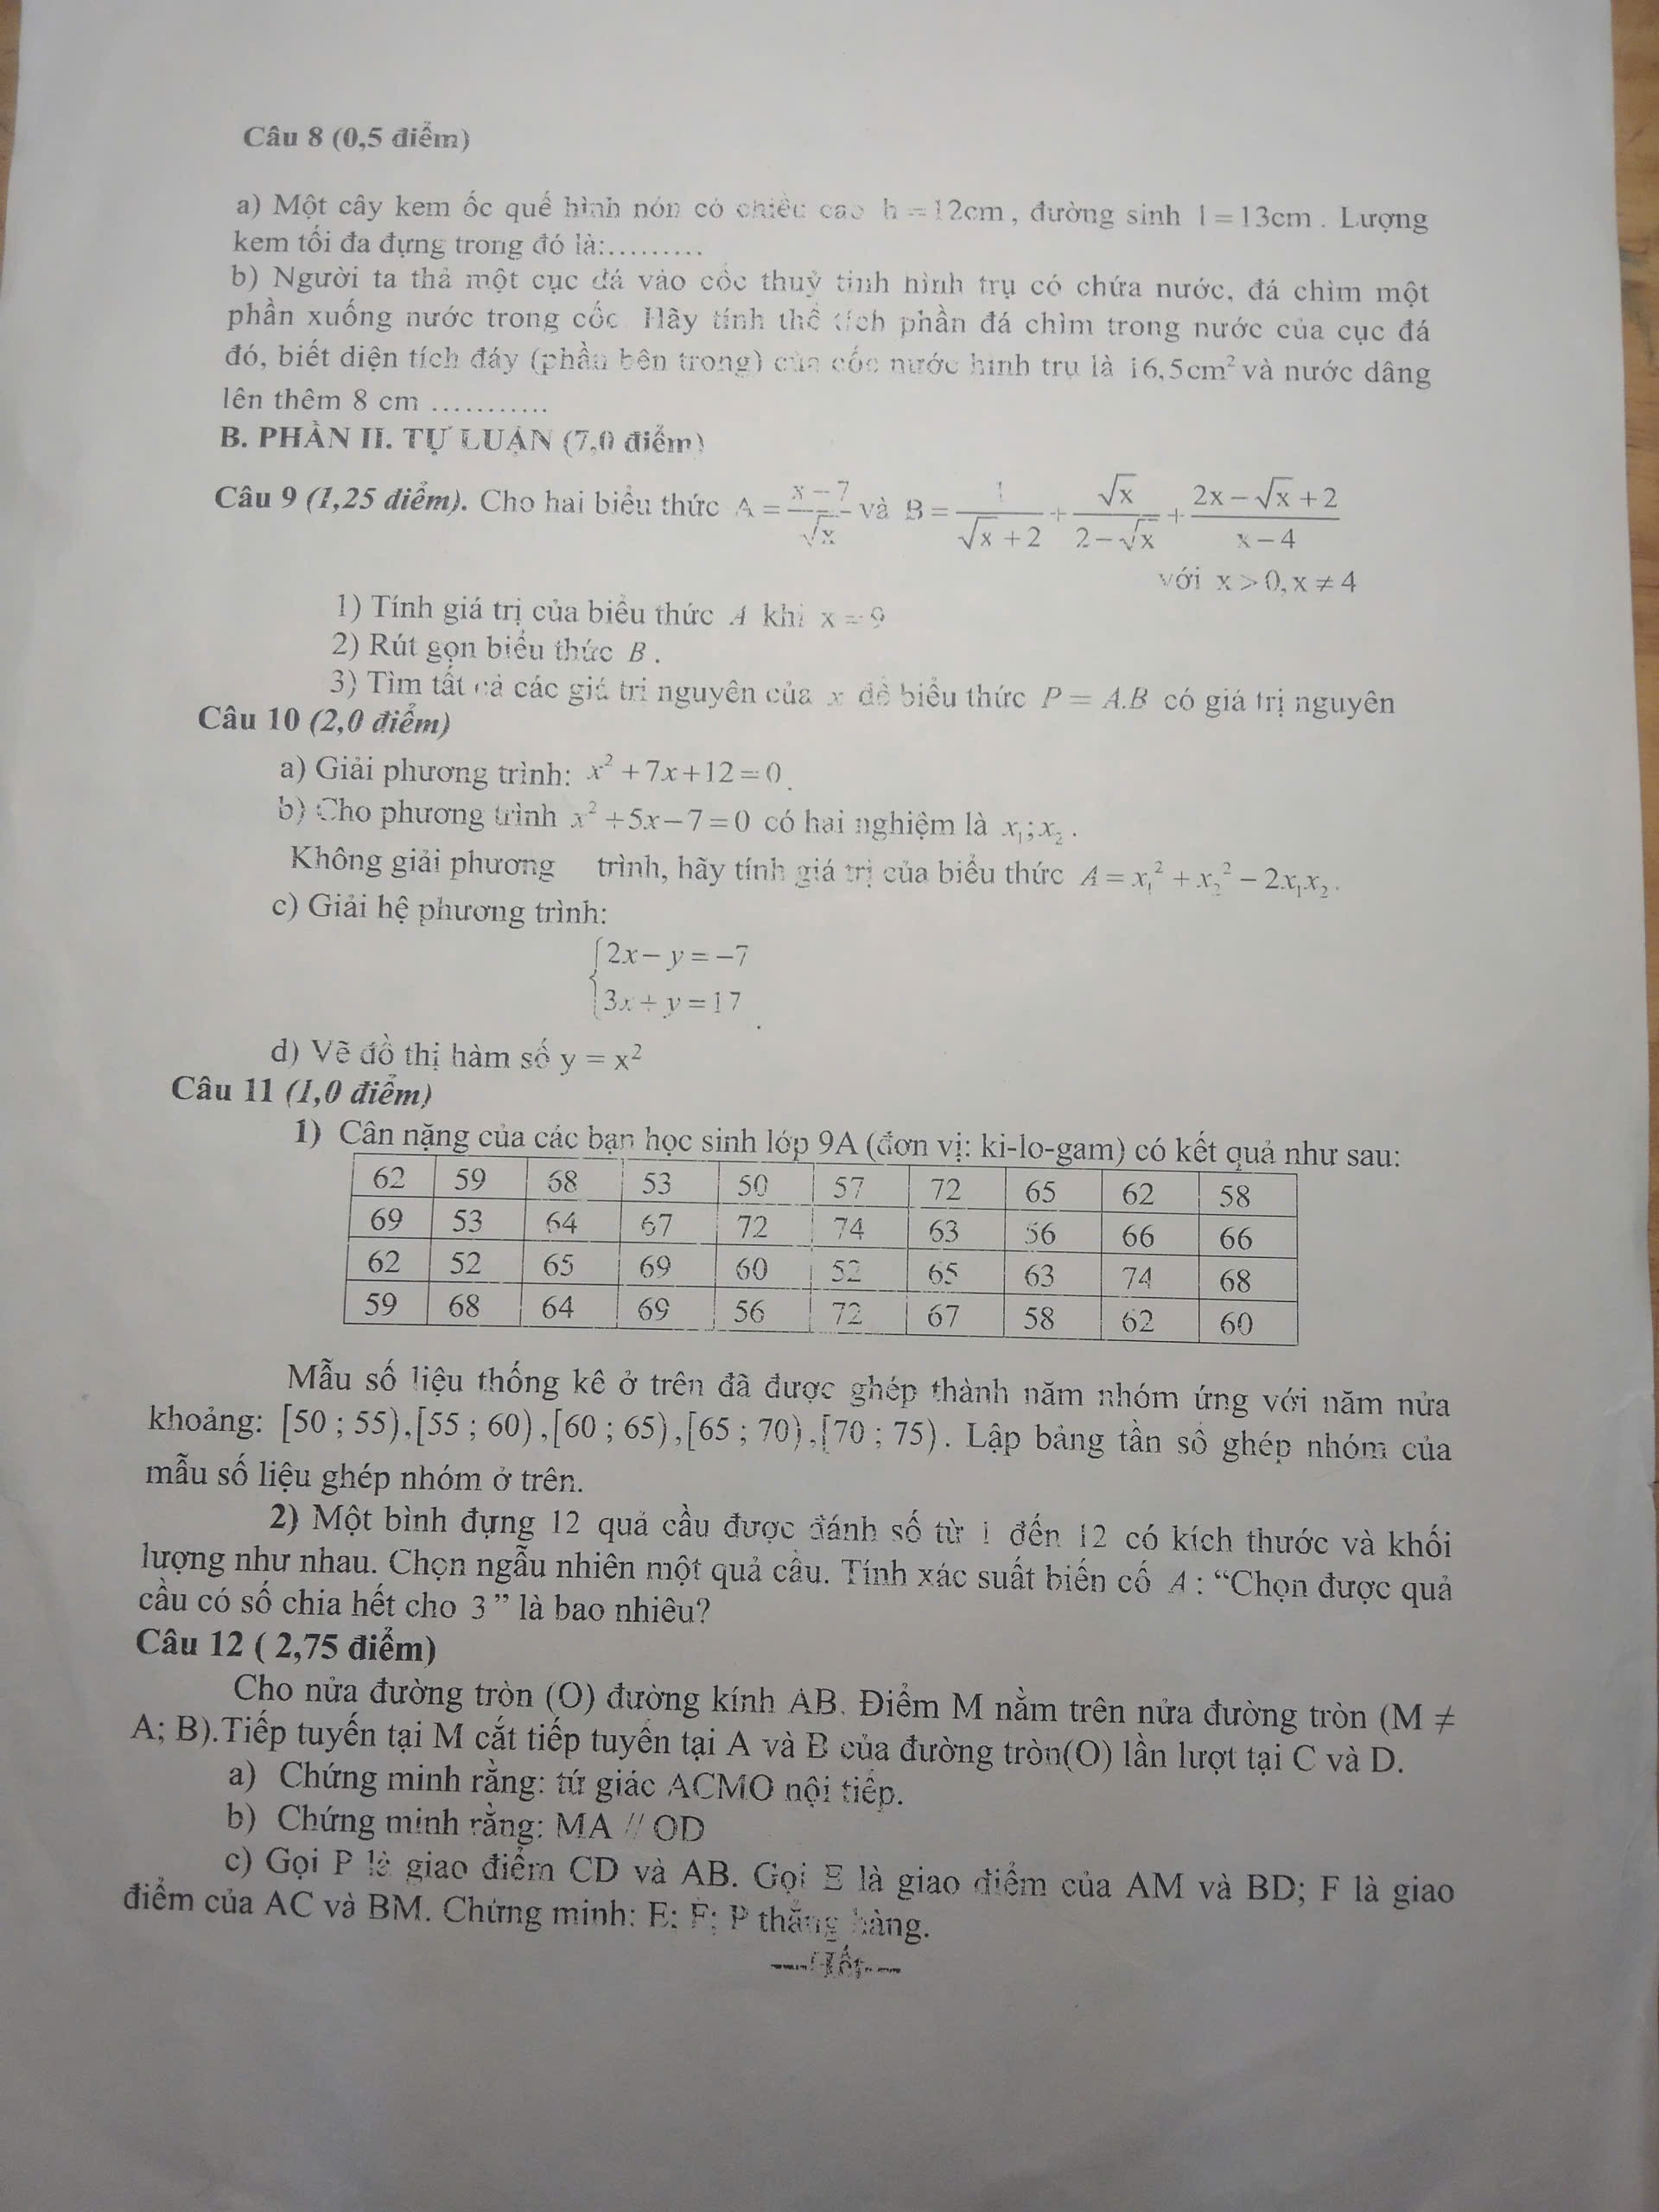 Câu 8 (0,5 điểm)
a) Một cây kem ốc quế hình nón có chiều cao h = 12cm, đường sinh l = 13cm. Lượng
kem tối đa đựng trong đó là:..........
b) Người ta thả một cục đá vào cốc thuỷ tinh hình trụ có chứa nước, đá chìm một
phần xuống nước trong cốc Hãy tính thể tích phần đá chìm trong nước của cục đá
đó, biết diện tích đáy (phần bên trong) của cốc nước hình trụ là 16,5cm² và nước dâng
lên thêm 8 cm ...........
B. PHẦN II. TỰ LUẬN (7,0 điểm)
Câu 9 (1,25 điểm). Cho hai biểu thức A = (x − 7)/√x và B = 1/(√x + 2) + √x/(2 − √x) + (2x − √x + 2)/(x − 4)
với x > 0, x ≠ 4
1) Tính giá trị của biểu thức A khi x = 9
2) Rút gọn biểu thức B.
3) Tìm tất cả các giá trị nguyên của x để biểu thức P = A.B có giá trị nguyên
Câu 10 (2,0 điểm)
a) Giải phương trình: x² + 7x + 12 = 0.
b) Cho phương trình x² + 5x − 7 = 0 có hai nghiệm là x₁; x₂.
Không giải phương trình, hãy tính giá trị của biểu thức A = x₁² + x₂² − 2x₁x₂.
c) Giải hệ phương trình:
{ 2x − y = −7
3x + y = 17.
d) Vẽ đồ thị hàm số y = x²
Câu 11 (1,0 điểm)
1) Cân nặng của các bạn học sinh lớp 9A (đơn vị: ki-lo-gam) có kết quả như sau:
62 59 68 53 50 57 72 65 62 58
69 53 64 67 72 74 63 56 66 66
62 52 65 69 60 52 65 63 74 68
59 68 64 69 56 72 67 58 62 60
Mẫu số liệu thống kê ở trên đã được ghép thành năm nhóm ứng với năm nửa
khoảng: [50 ; 55),[55 ; 60),[60 ; 65),[65 ; 70),[70 ; 75). Lập bảng tần số ghép nhóm của
mẫu số liệu ghép nhóm ở trên.
2) Một bình đựng 12 quả cầu được đánh số từ 1 đến 12 có kích thước và khối
lượng như nhau. Chọn ngẫu nhiên một quả cầu. Tính xác suất biến cố A : “Chọn được quả
cầu có số chia hết cho 3 ” là bao nhiêu?
Câu 12 ( 2,75 điểm)
Cho nửa đường tròn (O) đường kính AB. Điểm M nằm trên nửa đường tròn (M ≠
A; B).Tiếp tuyến tại M cắt tiếp tuyến tại A và B của đường tròn(O) lần lượt tại C và D.
a) Chứng minh rằng: tứ giác ACMO nội tiếp.
b) Chứng minh rằng: MA // OD
c) Gọi P là giao điểm CD và AB. Gọi E là giao điểm của AM và BD; F là giao
điểm của AC và BM. Chứng minh: E; F; P thẳng hàng.
----Hết----